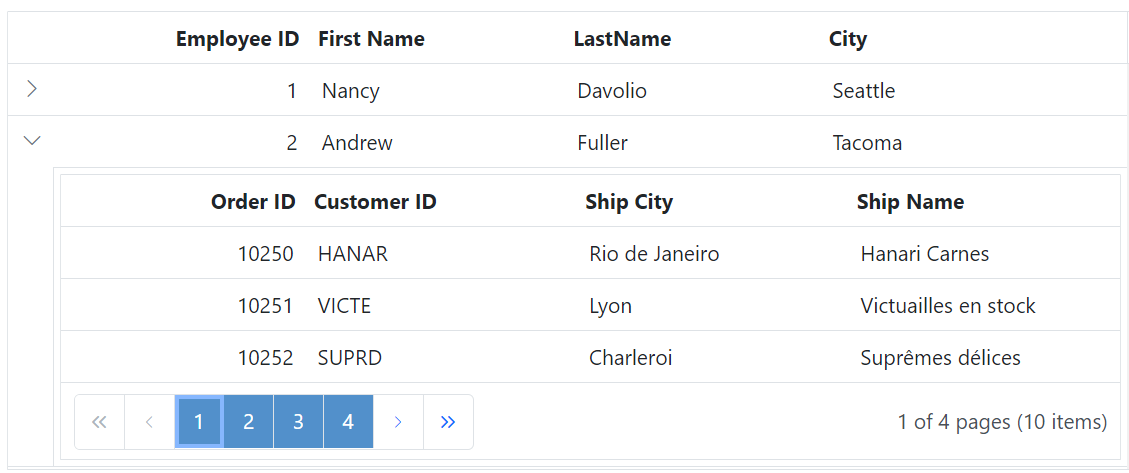 Employee ID First Name LastName City
1 Nancy Davolio Seattle
2 Andrew Fuller Tacoma
Order ID Customer ID Ship City Ship Name
10250 HANAR Rio de Janeiro Hanari Carnes
10251 VICTE Lyon Victuailles en stock
10252 SUPRD Charleroi Suprêmes délices
1 2 3 4 1 of 4 pages (10 items)